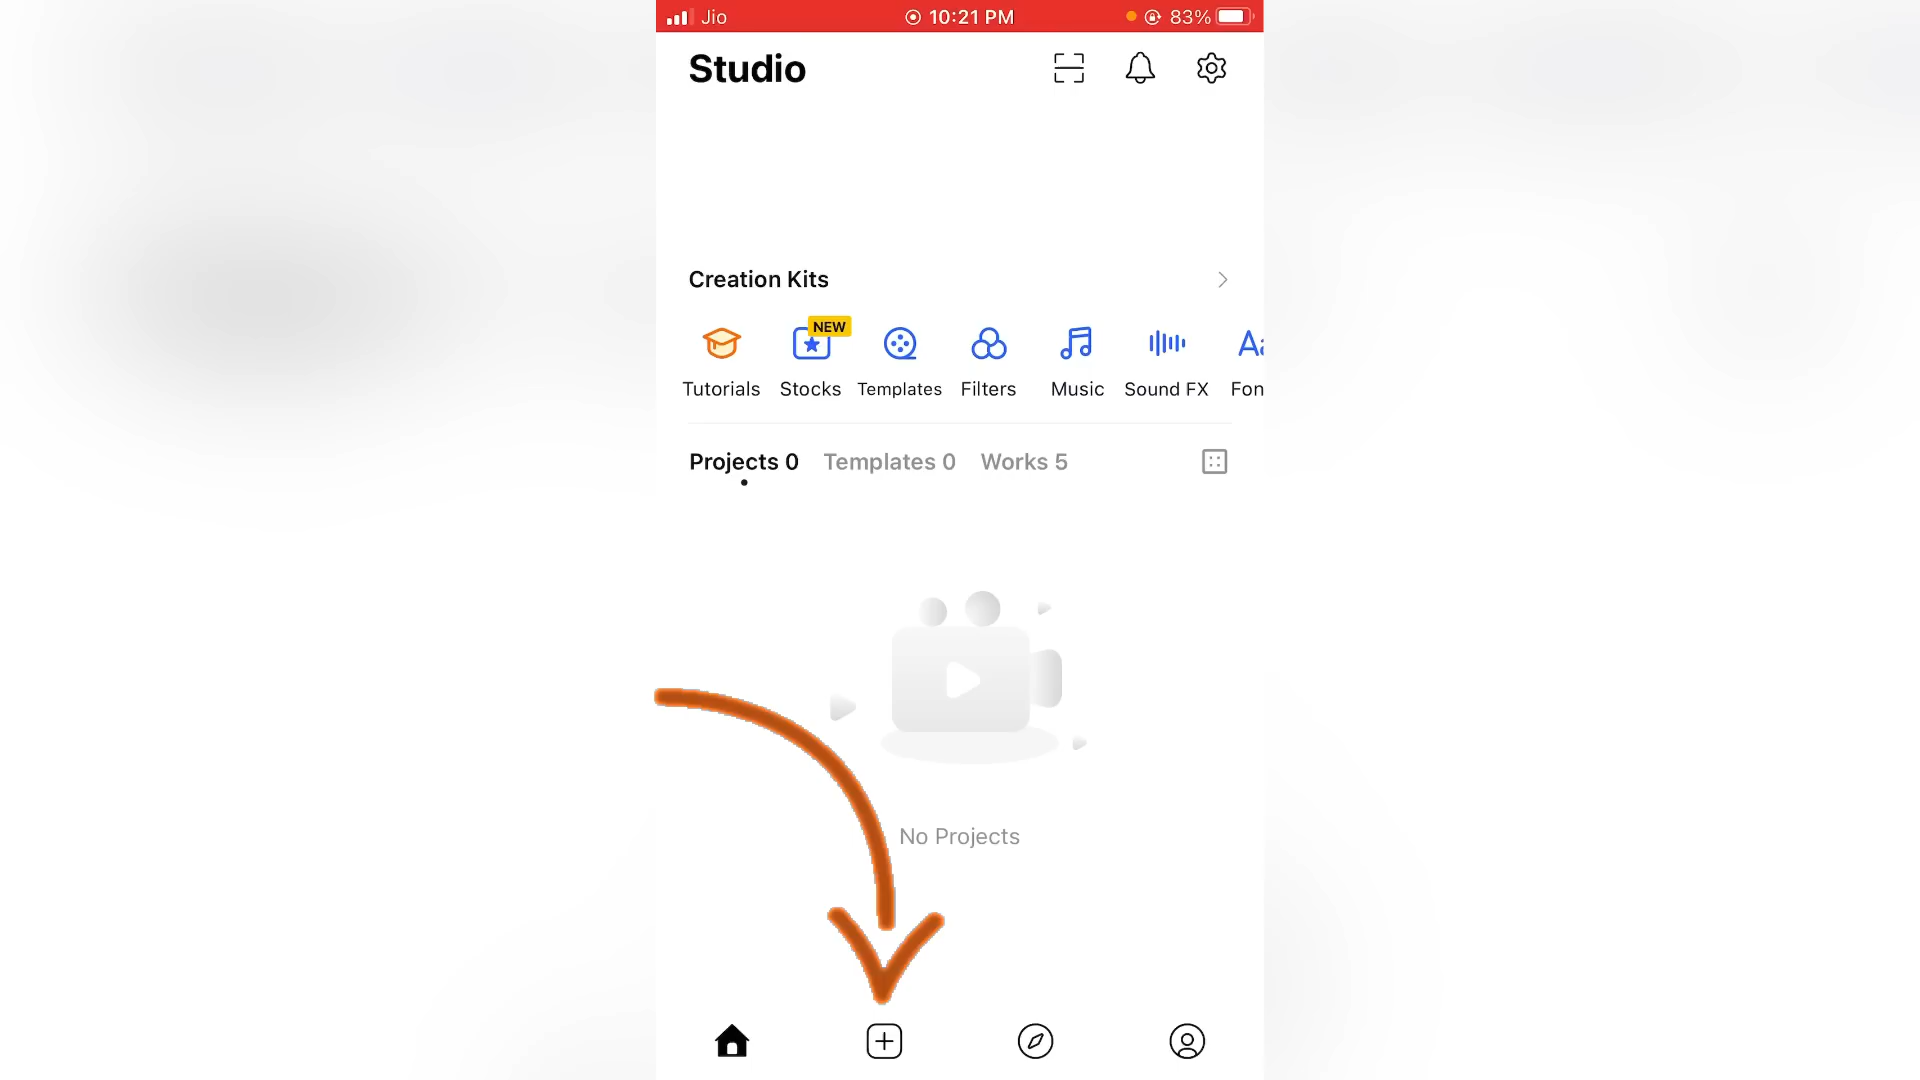 Jio 10:21 PM 83%
Studio
Creation Kits
NEW
Tutorials Stocks Templates Filters Music Sound FX Fon
Projects 0 Templates 0 Works 5
No Projects